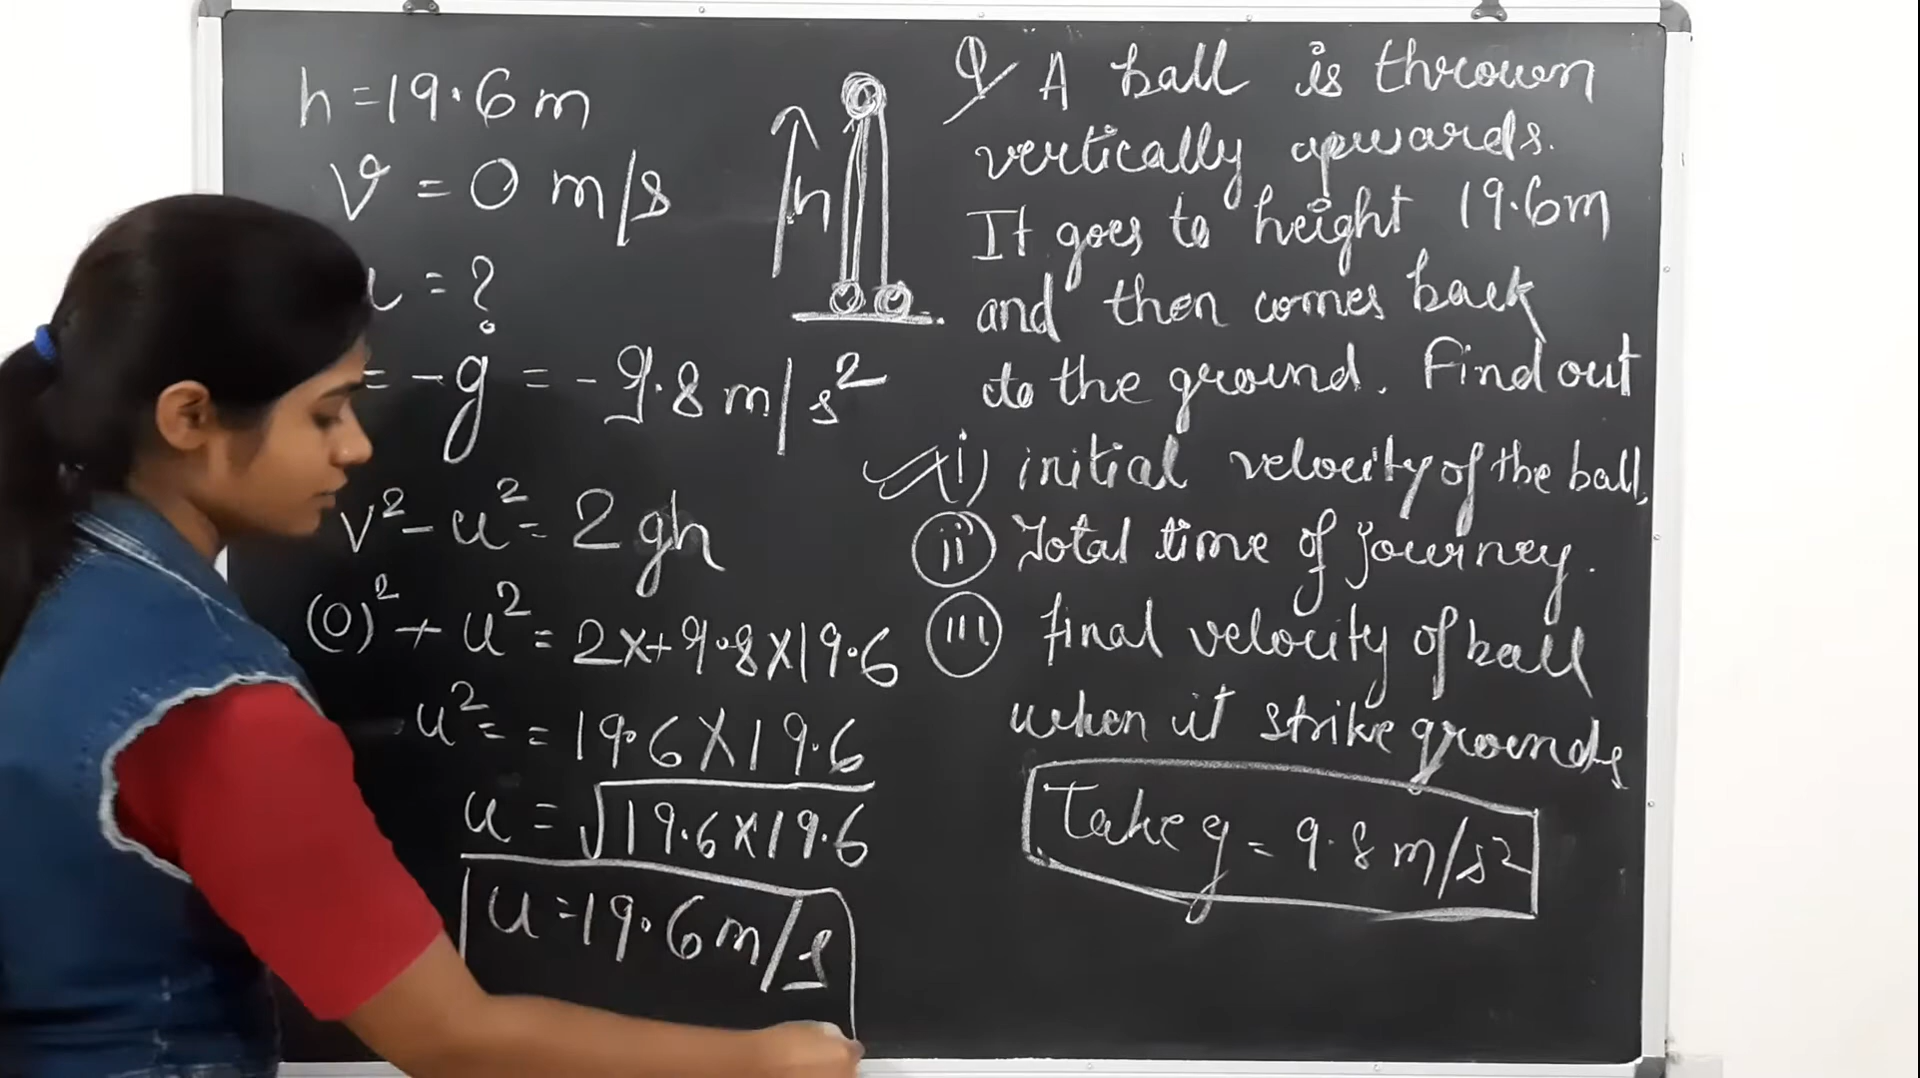 h = 19.6 m
v = 0 m/s
u = ?
= -g = -9.8 m/s²
v² - u² = 2gh
(0)² + u² = 2×+9.8×19.6
u² = = 19.6×19.6
u = √19.6×19.6
u = 19.6 m/s
h
Q/ A ball is thrown
vertically upwards.
It goes to height 19.6m
and then comes back
to the ground. Find out
i) initial velocity of the ball.
(ii) Total time of journey.
(iii) final velocity of ball
when it strike grounds
Take g = 9.8 m/s²